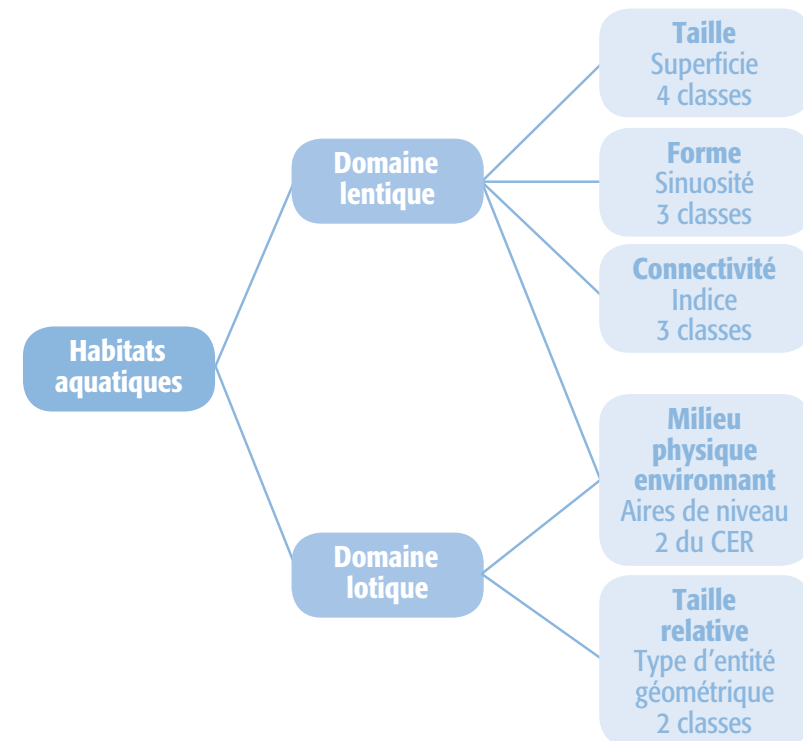 Habitats
aquatiques
Domaine
lentique
Domaine
lotique
Taille
Superficie
4 classes
Forme
Sinuosité
3 classes
Connectivité
Indice
3 classes
Milieu
physique
environnant
Aires de niveau
2 du CER
Taille
relative
Type d’entité
géométrique
2 classes